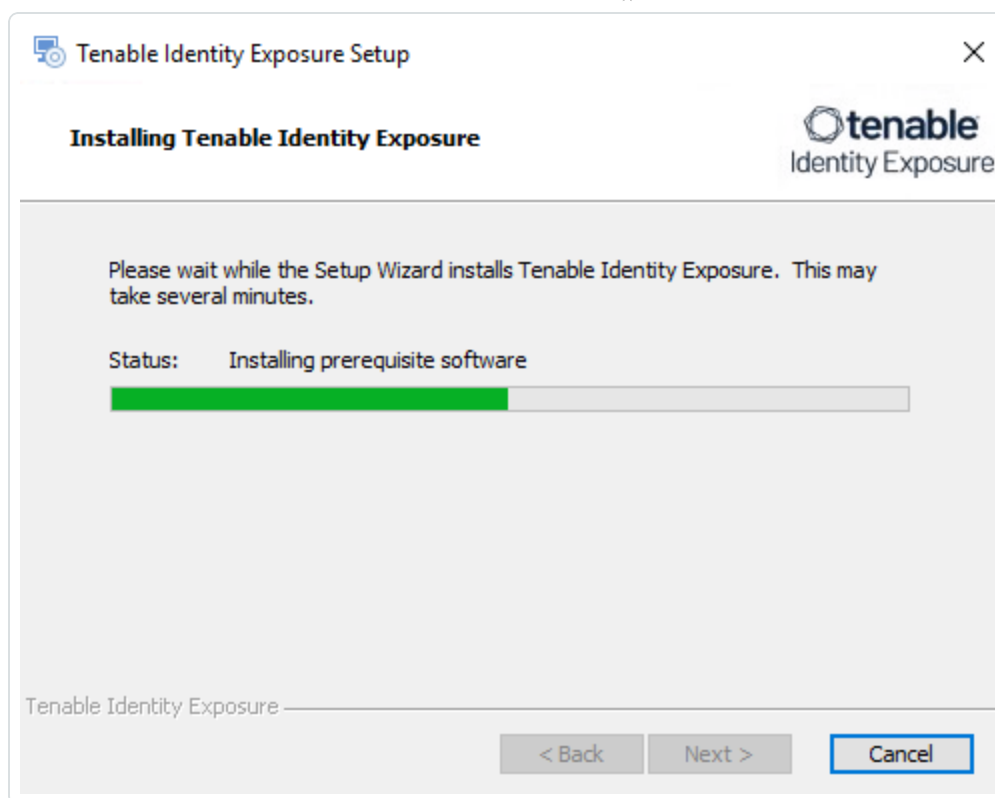 Tenable Identity Exposure Setup
Installing Tenable Identity Exposure
tenable
Identity Exposure
Please wait while the Setup Wizard installs Tenable Identity Exposure. This may
take several minutes.
Status: Installing prerequisite software
Tenable Identity Exposure
< Back Next > Cancel